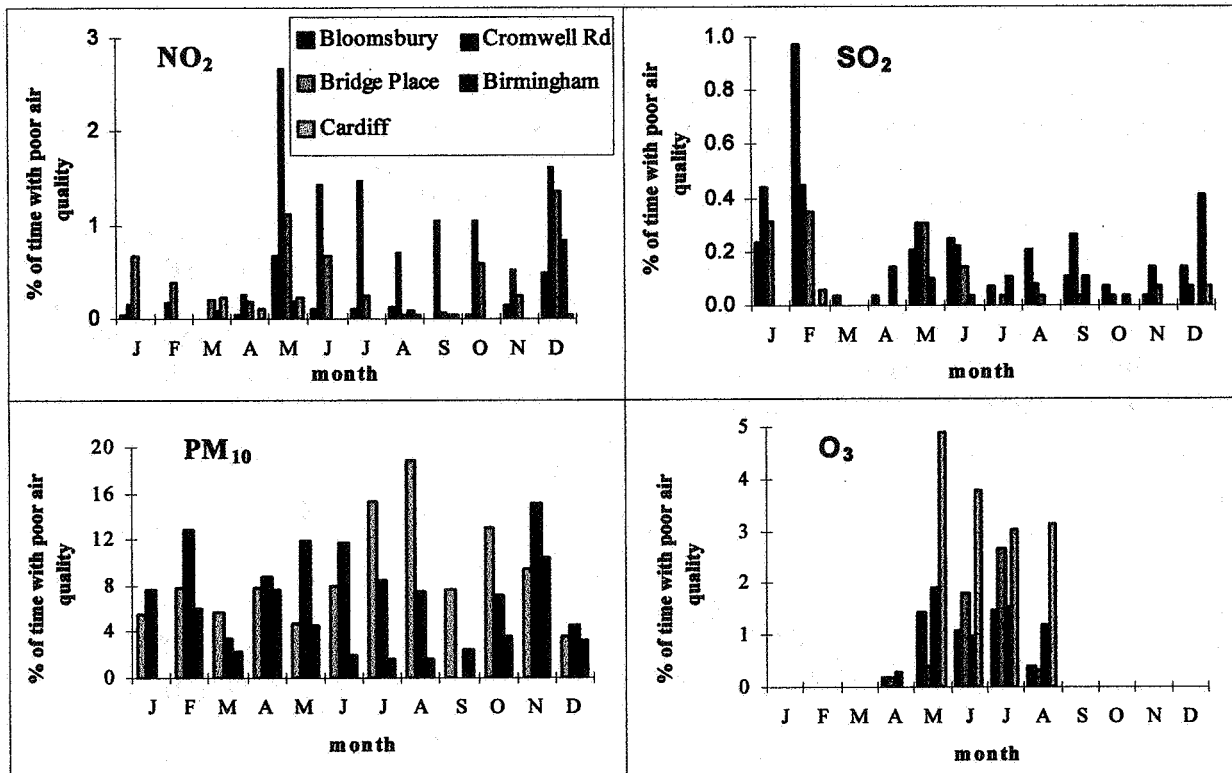 NO₂
Bloomsbury Cromwell Rd
Bridge Place Birmingham
Cardiff
% of time with poor air
quality
3
2
1
0
J F M A M J J A S O N D
month
SO₂
% of time with poor air
quality
1.0
0.8
0.6
0.4
0.2
0.0
J F M A M J J A S O N D
month
PM₁₀
% of time with poor air
quality
20
16
12
8
4
0
J F M A M J J A S O N D
month
O₃
% of time with poor air
quality
5
4
3
2
1
0
J F M A M J J A S O N D
month